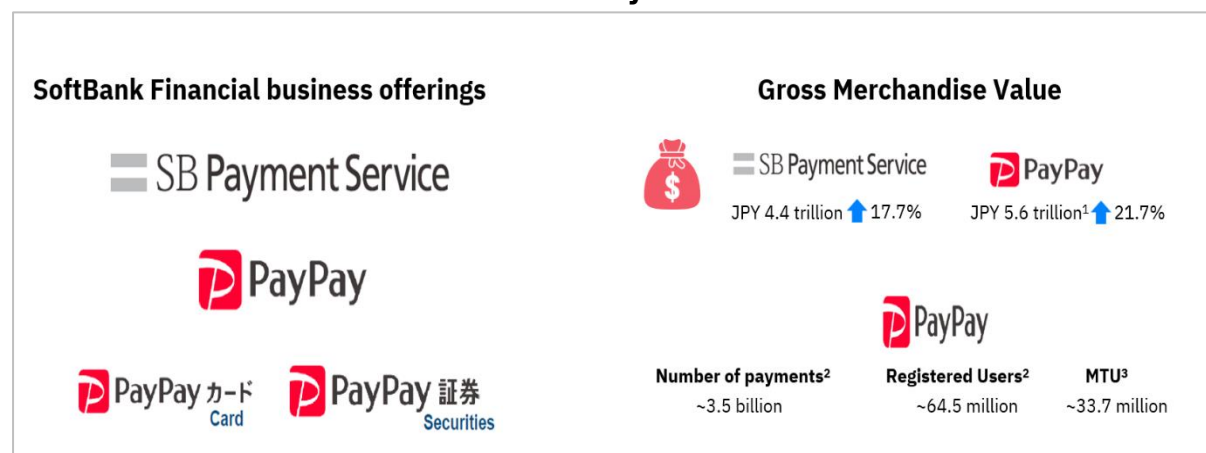 SoftBank Financial business offerings
SB Payment Service
PayPay
PayPay カード
Card
PayPay 証券
Securities
Gross Merchandise Value
$
SB Payment Service
PayPay
JPY 4.4 trillion 17.7%
JPY 5.6 trillion¹ 21.7%
PayPay
Number of payments² Registered Users² MTU³
~3.5 billion ~64.5 million ~33.7 million